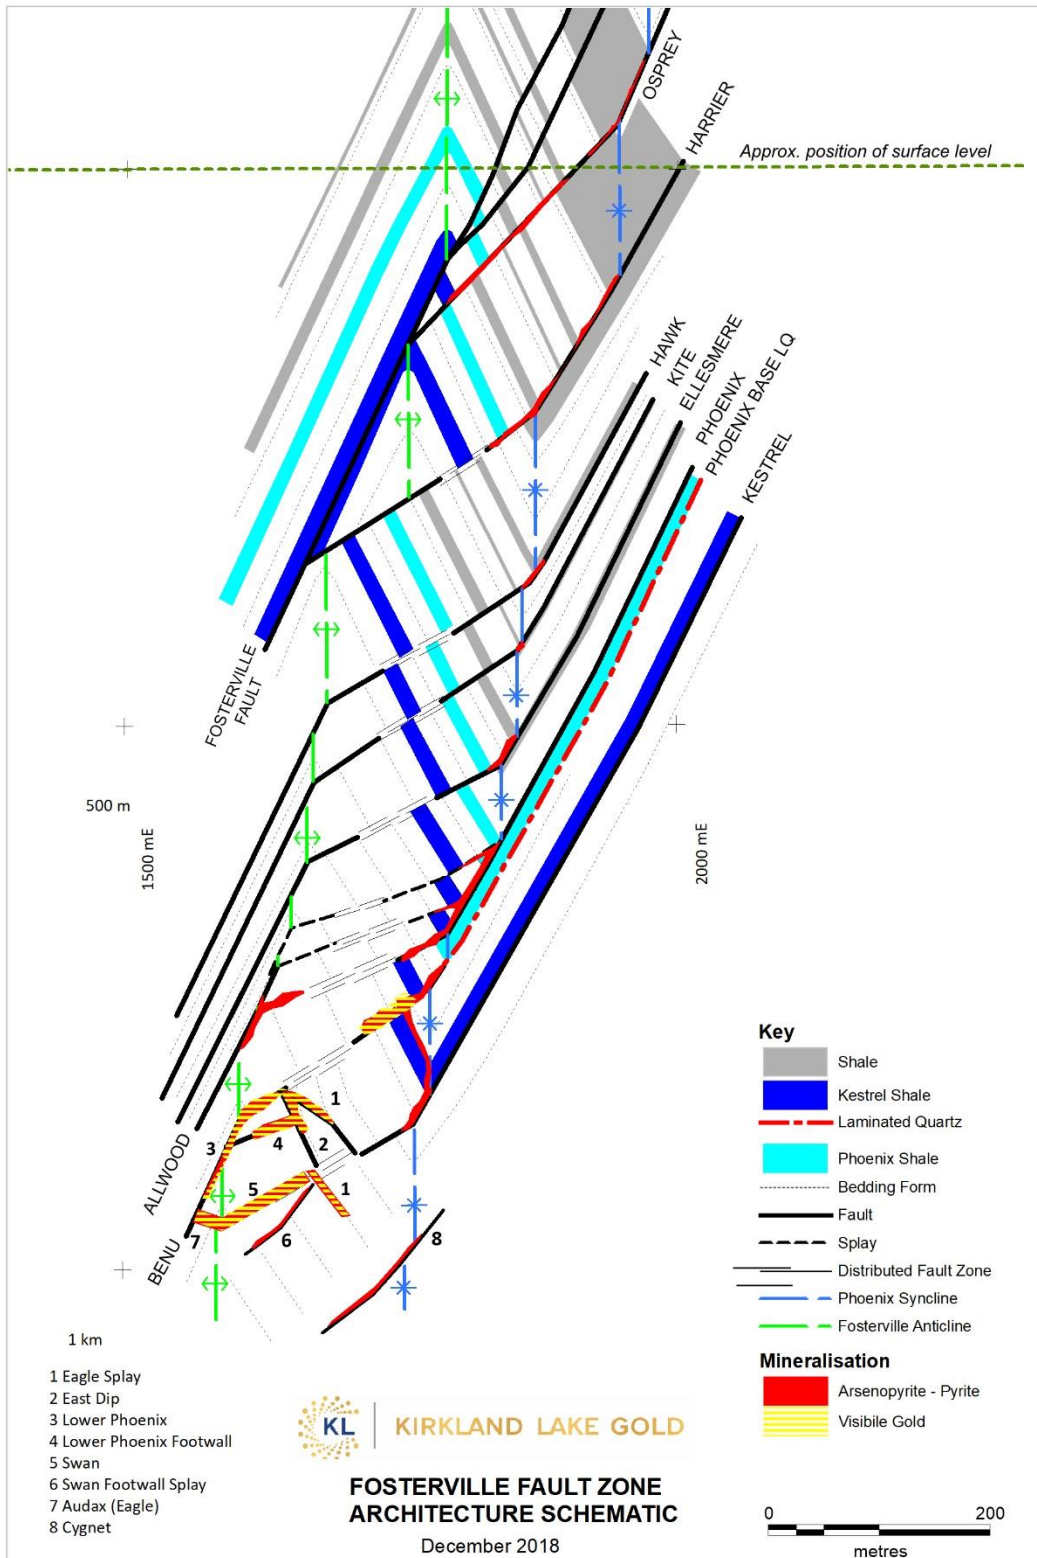 OSPREY
HARRIER
Approx. position of surface level
HAWK
KITE
ELLESMERE
PHOENIX
PHOENIX BASE LQ
KESTREL
FOSTERVILLE
FAULT
500 m
1500 mE
2000 mE
ALLWOOD
BENU
1
2
3
4
5
1
6
7
8
1 km
1 Eagle Splay
2 East Dip
3 Lower Phoenix
4 Lower Phoenix Footwall
5 Swan
6 Swan Footwall Splay
7 Audax (Eagle)
8 Cygnet
Key
Shale
Kestrel Shale
Laminated Quartz
Phoenix Shale
Bedding Form
Fault
Splay
Distributed Fault Zone
Phoenix Syncline
Fosterville Anticline
Mineralisation
Arsenopyrite - Pyrite
Visibile Gold
KL KIRKLAND LAKE GOLD
FOSTERVILLE FAULT ZONE
ARCHITECTURE SCHEMATIC
December 2018
0 200
metres